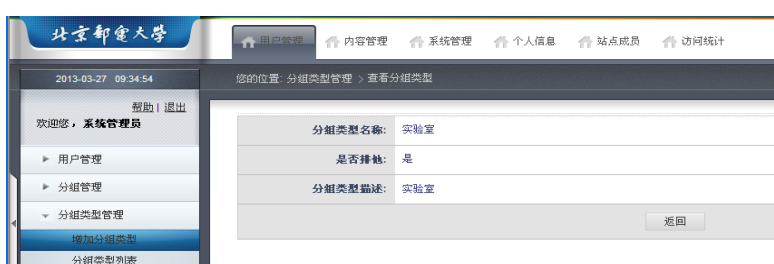 北京邮电大学
用户管理 内容管理 系统管理 个人信息 站点成员 访问统计
2013-03-27 09:34:54
您的位置: 分组类型管理 > 查看分组类型
帮助 | 退出
欢迎您，系统管理员
用户管理
分组管理
分组类型管理
增加分组类型
分组类型列表
分组类型名称: 实验室
是否排他: 是
分组类型描述: 实验室
返回